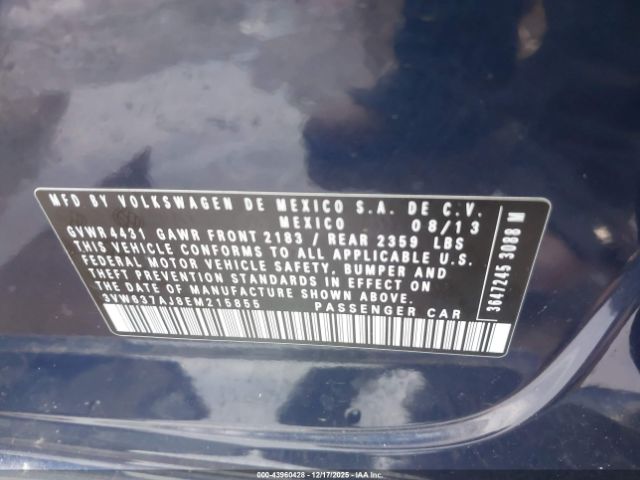 MFD BY VOLKSWAGEN DE MEXICO S.A. DE C.V.
MEXICO 08/13
GVWR 4431 GAWR FRONT 2183 / REAR 2359 LBS
THIS VEHICLE CONFORMS TO ALL APPLICABLE U.S.
FEDERAL MOTOR VEHICLE SAFETY, BUMPER AND
THEFT PREVENTION STANDARDS IN EFFECT ON
THE DATE OF MANUFACTURE SHOWN ABOVE.
3VW637AJ8EM215855 PASSENGER CAR
3647245 3088 M
000-43960428 - 12/17/2025 - IAA Inc.